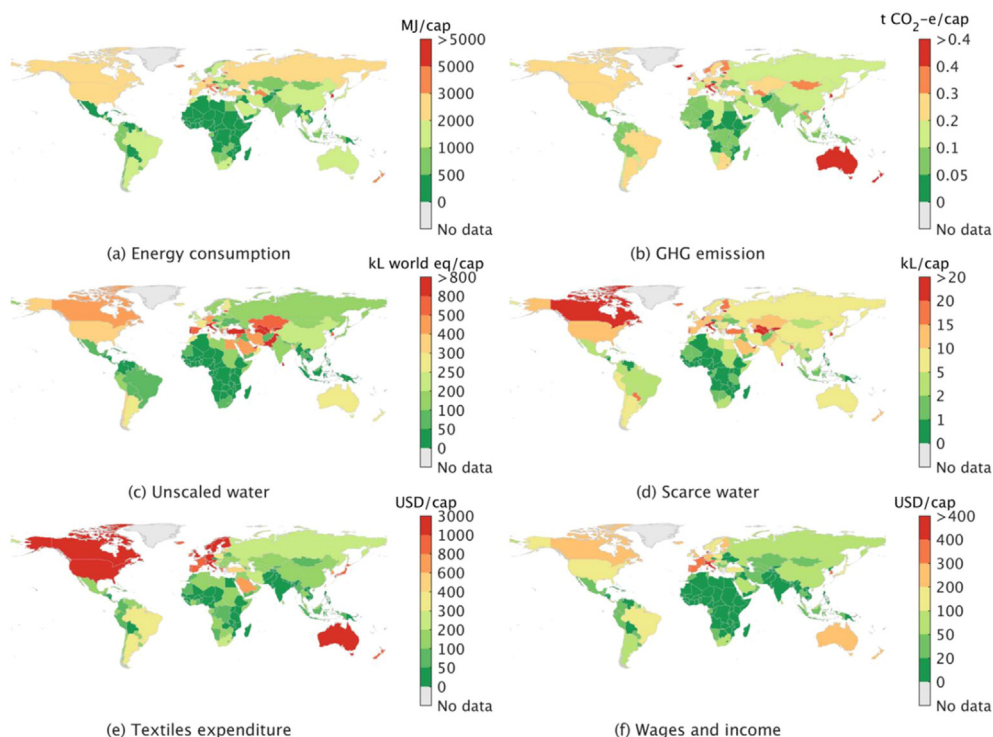 MJ/cap
>5000
5000
3000
2000
1000
500
0
No data
(a) Energy consumption
t CO₂-e/cap
>0.4
0.4
0.3
0.2
0.1
0.05
0
No data
(b) GHG emission
kL world eq/cap
>800
800
500
400
300
250
200
100
50
0
No data
(c) Unscaled water
kL/cap
>20
20
15
10
5
2
1
0
No data
(d) Scarce water
USD/cap
3000
1000
800
600
400
300
200
100
50
0
No data
(e) Textiles expenditure
USD/cap
>400
400
300
200
100
50
20
0
No data
(f) Wages and income